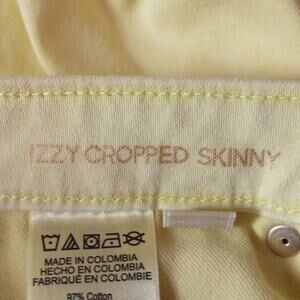 IZZY CROPPED SKINNY
MADE IN COLOMBIA
HECHO EN COLOMBIA
FABRIQUÉ EN COLOMBIE
97% Cotton